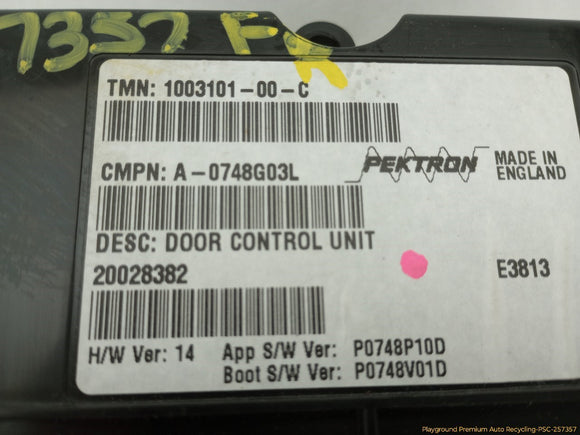 7357 FR
TMN: 1003101-00-C
CMPN: A-0748G03L
PEKTRON
MADE IN
ENGLAND
DESC: DOOR CONTROL UNIT
20028382
E3813
H/W Ver: 14 App S/W Ver: P0748P10D
Boot S/W Ver: P0748V01D
Playground Premium Auto Recycling-PSC-257357